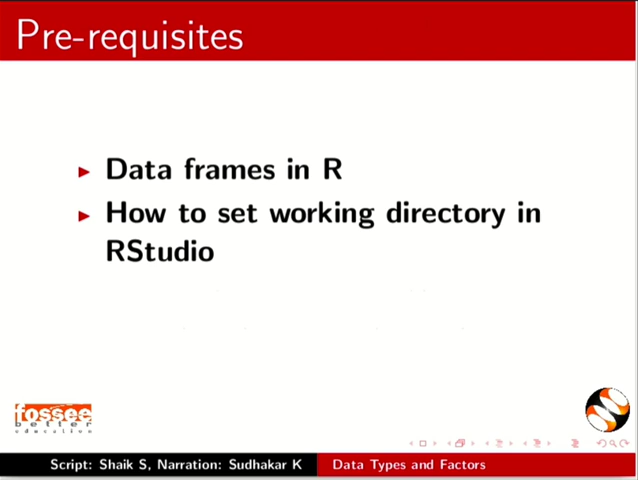 Pre-requisites
Data frames in R
How to set working directory in
RStudio
fossee
better
education
Script: Shaik S, Narration: Sudhakar K
Data Types and Factors